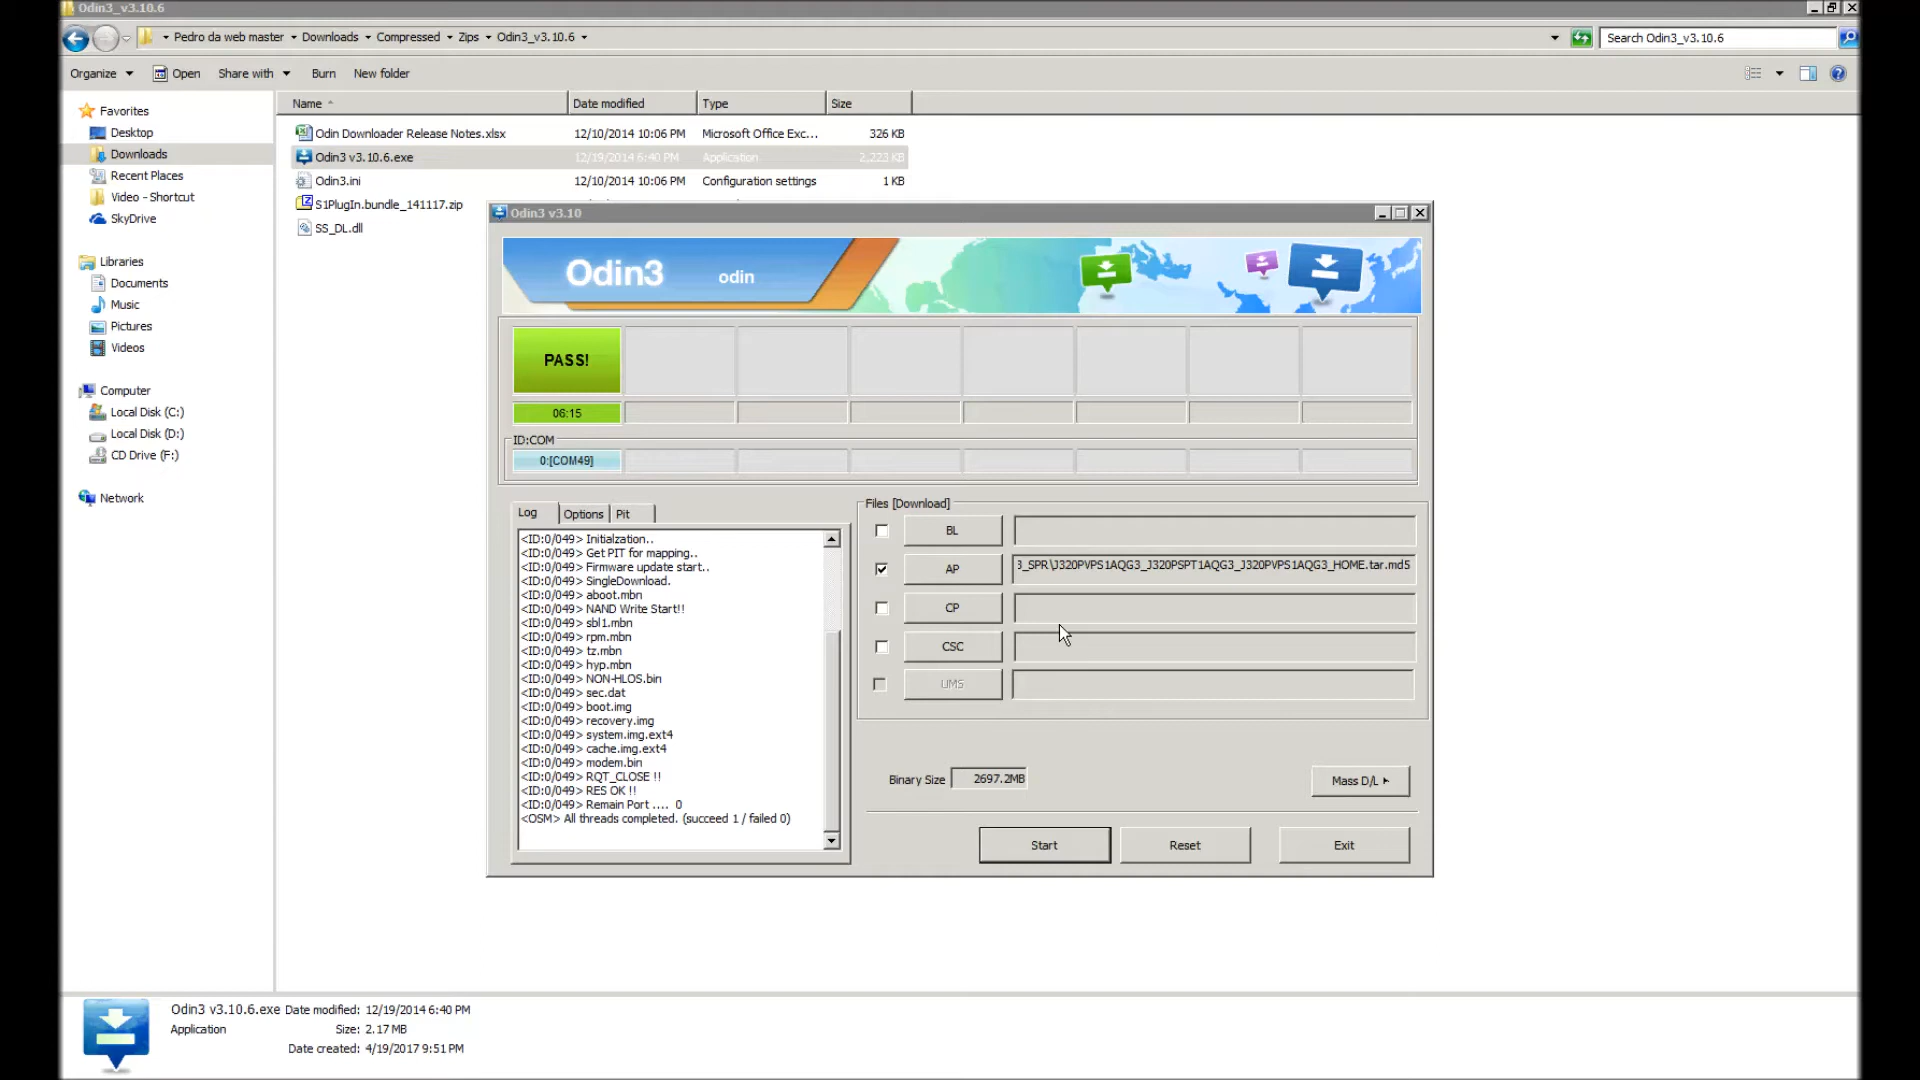 Odin3_v3.10.6
Pedro da web master Downloads Compressed Zips Odin3_v3.10.6
Search Odin3_v3.10.6
Organize Open Share with Burn New folder
Name Date modified Type Size
Favorites
Desktop
Downloads
Recent Places
Video - Shortcut
SkyDrive
Libraries
Documents
Music
Pictures
Videos
Computer
Local Disk (C:)
Local Disk (D:)
CD Drive (F:)
Network
Odin Downloader Release Notes.xlsx 12/10/2014 10:06 PM Microsoft Office Exc... 326 KB
Odin3 v3.10.6.exe 12/19/2014 6:40 PM Application 2,223 KB
Odin3.ini 12/10/2014 10:06 PM Configuration settings 1 KB
S1PlugIn.bundle_141117.zip
SS_DL.dll
Odin3 v3.10
Odin3 odin
PASS!
06:15
ID:COM
0:[COM49]
Log Options Pit
<ID:0/049> Initialzation..
<ID:0/049> Get PIT for mapping..
<ID:0/049> Firmware update start..
<ID:0/049> SingleDownload.
<ID:0/049> aboot.mbn
<ID:0/049> NAND Write Start!!
<ID:0/049> sbl1.mbn
<ID:0/049> rpm.mbn
<ID:0/049> tz.mbn
<ID:0/049> hyp.mbn
<ID:0/049> NON-HLOS.bin
<ID:0/049> sec.dat
<ID:0/049> boot.img
<ID:0/049> recovery.img
<ID:0/049> system.img.ext4
<ID:0/049> cache.img.ext4
<ID:0/049> modem.bin
<ID:0/049> RQT_CLOSE !!
<ID:0/049> RES OK !!
<ID:0/049> Remain Port .... 0
<OSM> All threads completed. (succeed 1 / failed 0)
Files [Download]
BL
AP 3_SPR\J320PVPS1AQG3_J320PSPT1AQG3_J320PVPS1AQG3_HOME.tar.md5
CP
CSC
UMS
Binary Size 2697.2MB
Mass D/L
Start Reset Exit
Odin3 v3.10.6.exe Date modified: 12/19/2014 6:40 PM
Application Size: 2.17 MB
Date created: 4/19/2017 9:51 PM